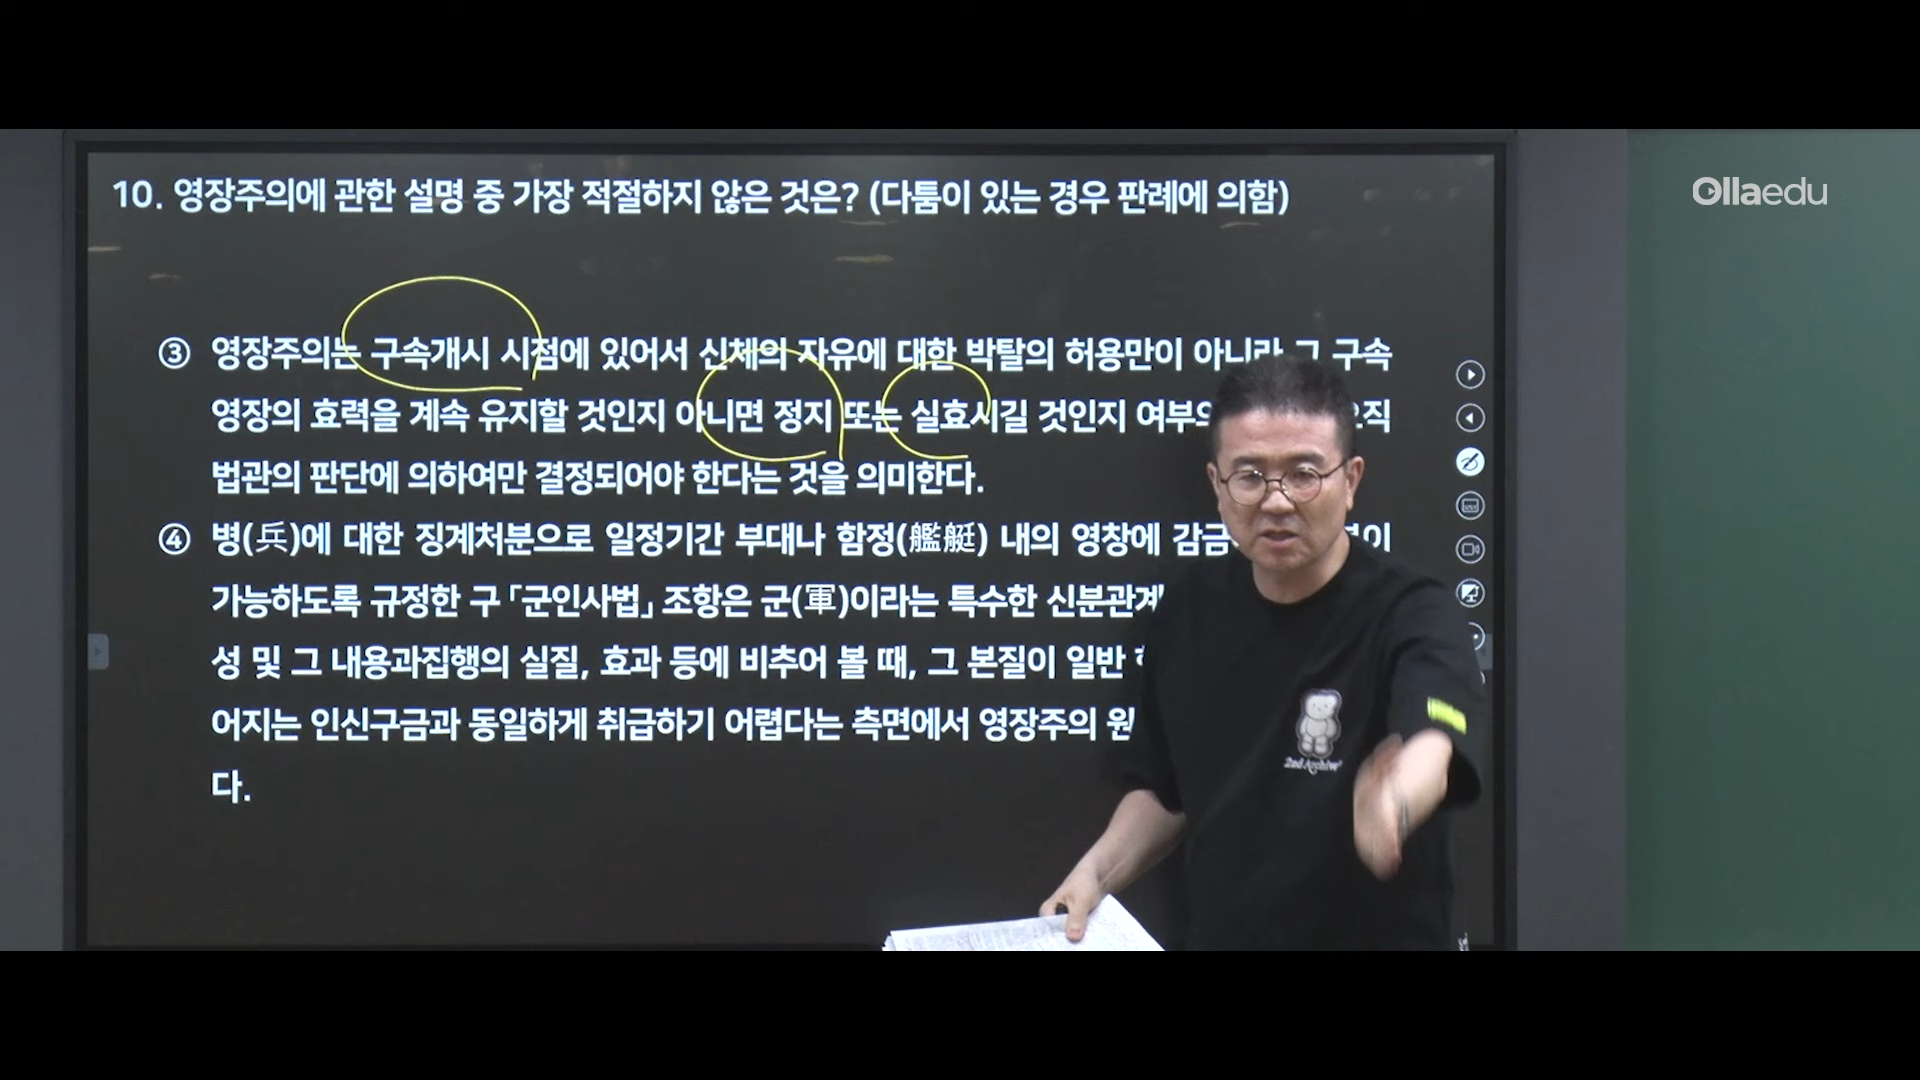 Ollaedu
10. 영장주의에 관한 설명 중 가장 적절하지 않은 것은? (다툼이 있는 경우 판례에 의함)
③ 영장주의는 구속개시 시점에 있어서 신체의 자유에 대한 박탈의 허용만이 아니라 그 구속
영장의 효력을 계속 유지할 것인지 아니면 정지 또는 실효시킬 것인지 여부의 오직
법관의 판단에 의하여만 결정되어야 한다는 것을 의미한다.
④ 병(兵)에 대한 징계처분으로 일정기간 부대나 함정(艦艇) 내의 영창에 감금
가능하도록 규정한 구 「군인사법」 조항은 군(軍)이라는 특수한 신분관계
성 및 그 내용과집행의 실질, 효과 등에 비추어 볼 때, 그 본질이 일반
어지는 인신구금과 동일하게 취급하기 어렵다는 측면에서 영장주의 원
다.
2nd Archive